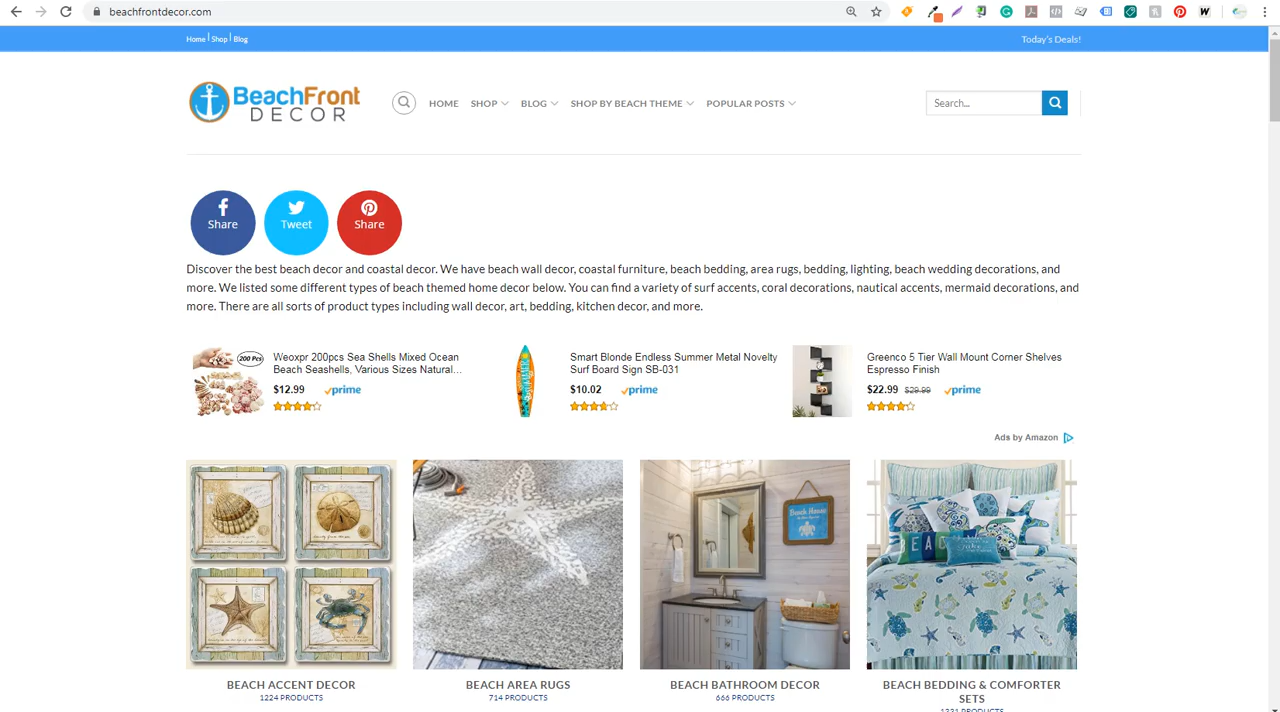 beachfrontdecor.com
Home | Shop | Blog
Today's Deals!
BeachFront
DECOR
HOME SHOP BLOG SHOP BY BEACH THEME POPULAR POSTS
Search...
Share
Tweet
Share
Discover the best beach decor and coastal decor. We have beach wall decor, coastal furniture, beach bedding, area rugs, bedding, lighting, beach wedding decorations, and
more. We listed some different types of beach themed home decor below. You can find a variety of surf accents, coral decorations, nautical accents, mermaid decorations, and
more. There are all sorts of product types including wall decor, art, bedding, kitchen decor, and more.
200 Pcs
Weoxpr 200pcs Sea Shells Mixed Ocean
Beach Seashells, Various Sizes Natural...
$12.99 prime
Smart Blonde Endless Summer Metal Novelty
Surf Board Sign SB-031
$10.02 prime
Greenco 5 Tier Wall Mount Corner Shelves
Espresso Finish
$22.99 $29.99 prime
Ads by Amazon
Beach House
BEACH
BEACH ACCENT DECOR
1224 PRODUCTS
BEACH AREA RUGS
714 PRODUCTS
BEACH BATHROOM DECOR
666 PRODUCTS
BEACH BEDDING & COMFORTER
SETS
1331 PRODUCTS